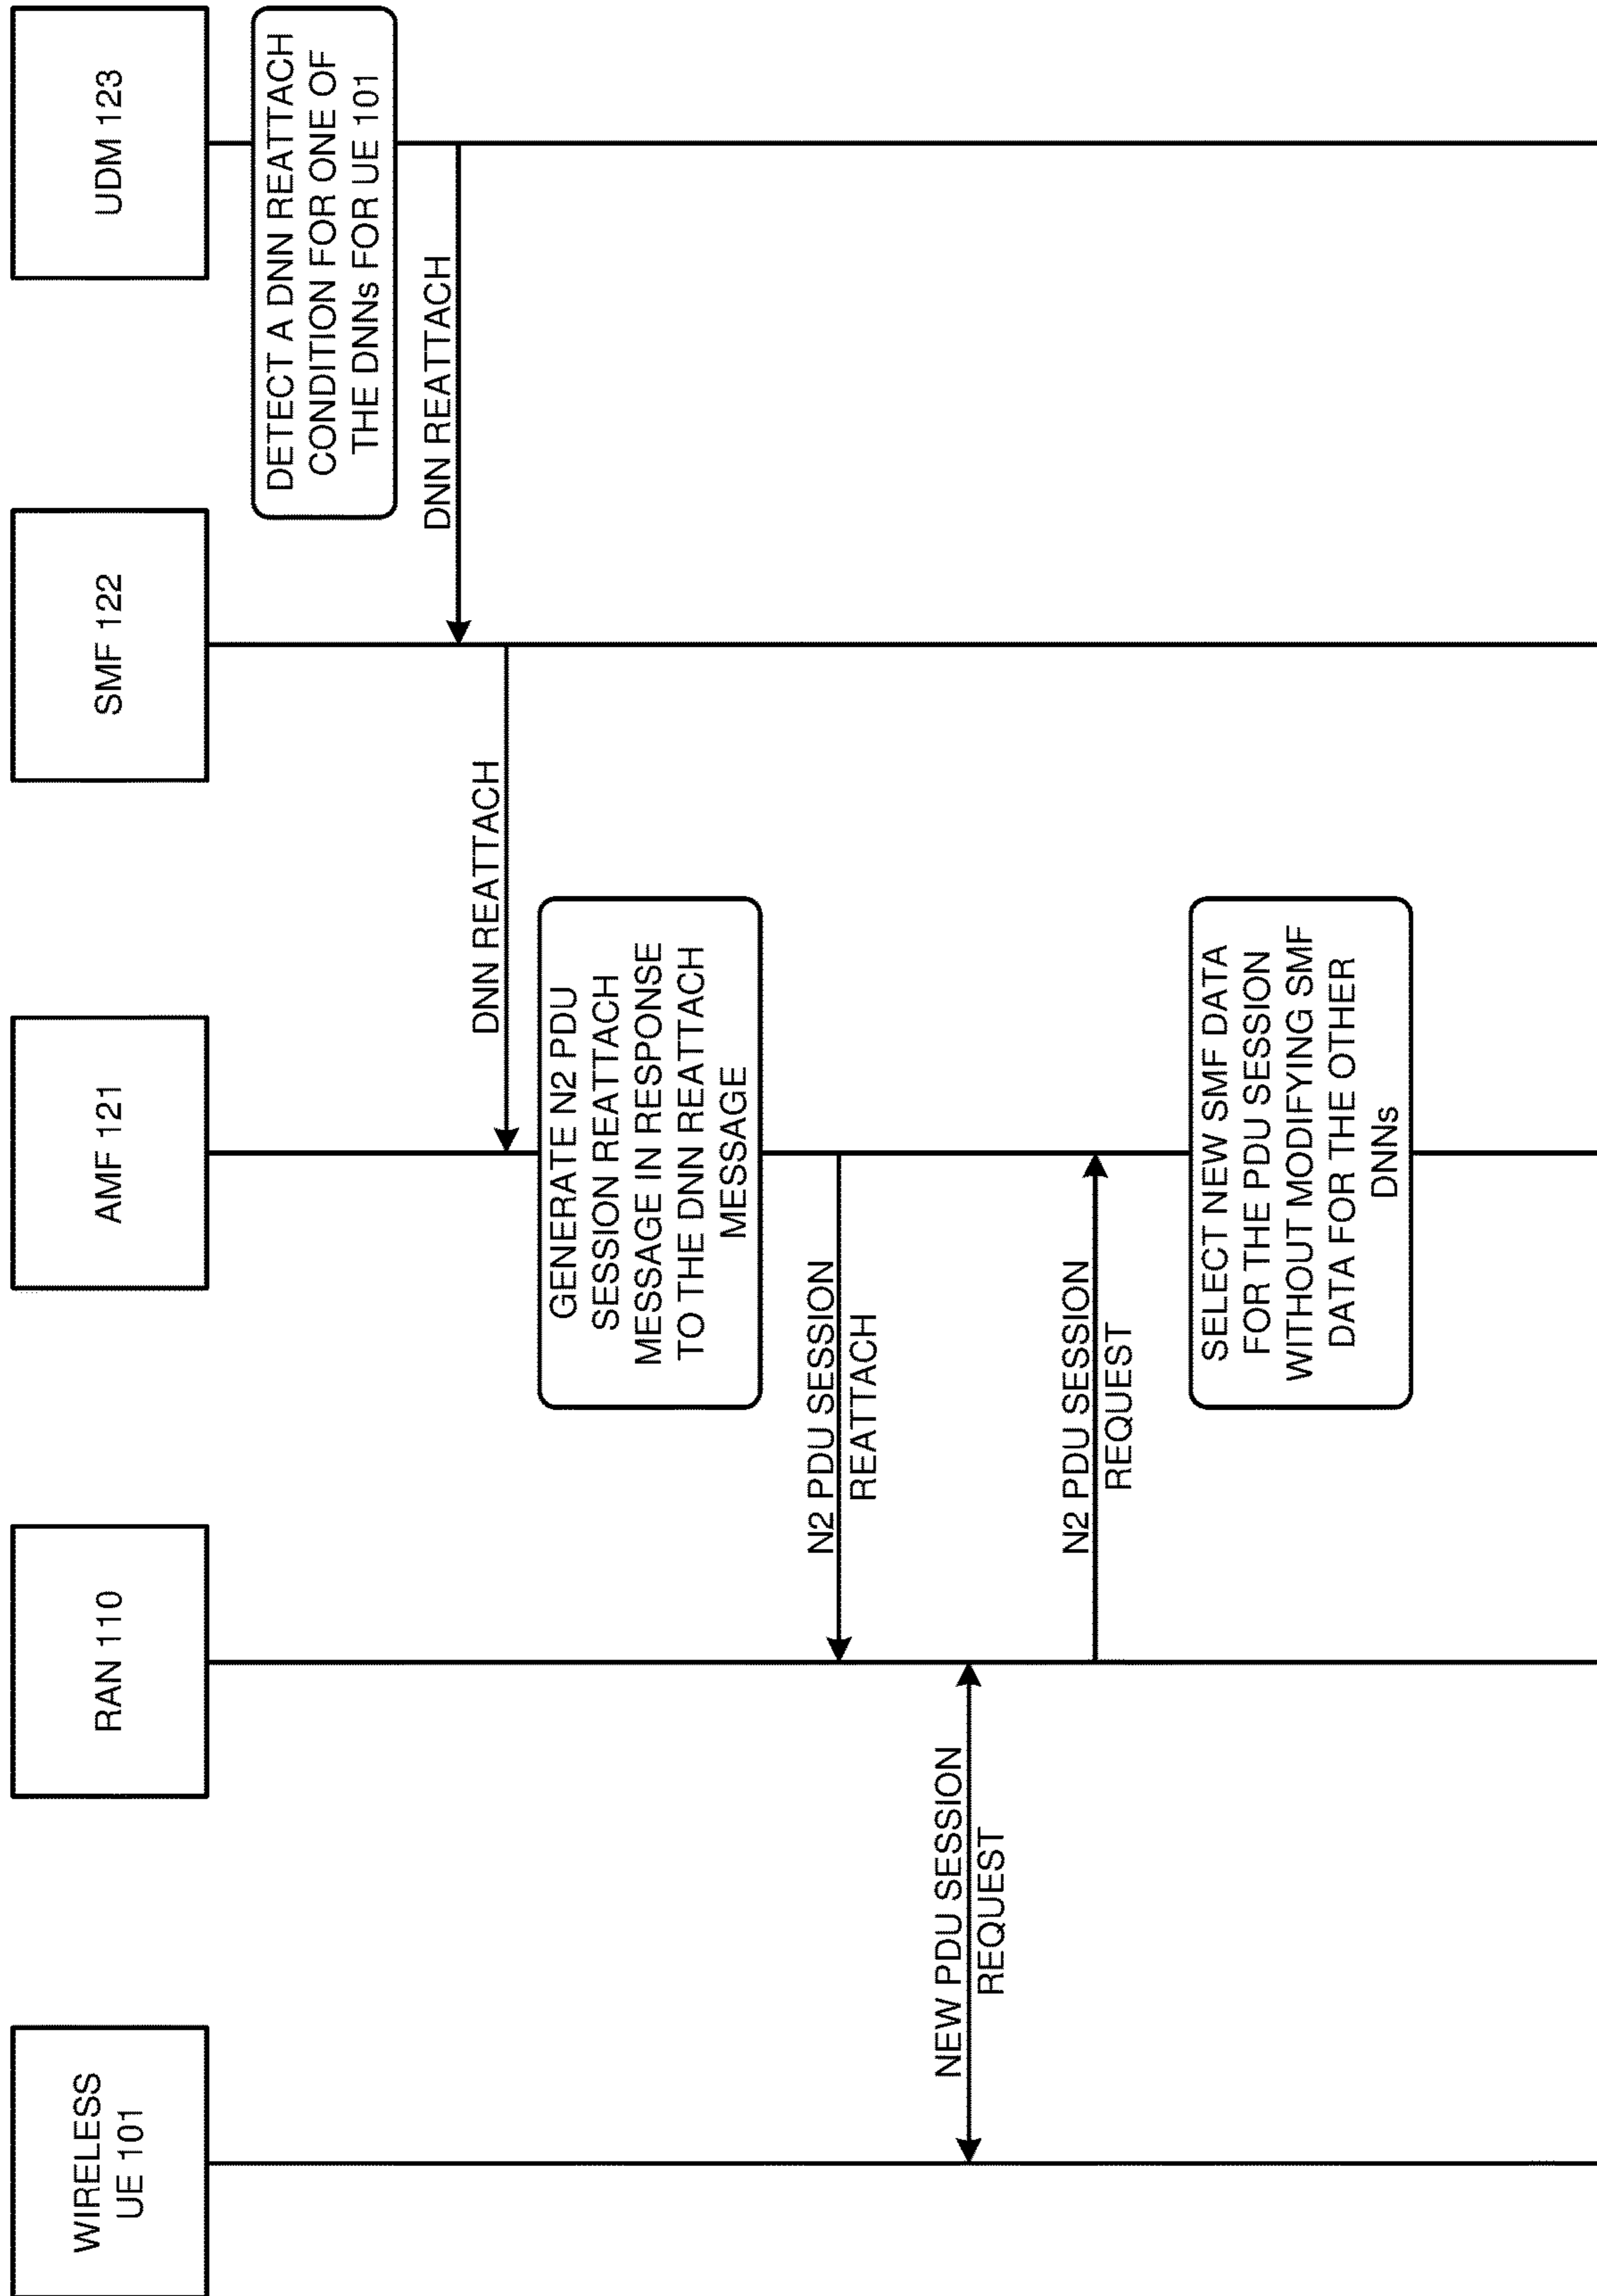 WIRELESS
UE 101
RAN 110
AMF 121
SMF 122
UDM 123
DETECT A DNN REATTACH
CONDITION FOR ONE OF
THE DNNs FOR UE 101
DNN REATTACH
DNN REATTACH
GENERATE N2 PDU
SESSION REATTACH
MESSAGE IN RESPONSE
TO THE DNN REATTACH
MESSAGE
N2 PDU SESSION
REATTACH
NEW PDU SESSION
REQUEST
N2 PDU SESSION
REQUEST
SELECT NEW SMF DATA
FOR THE PDU SESSION
WITHOUT MODIFYING SMF
DATA FOR THE OTHER
DNNs